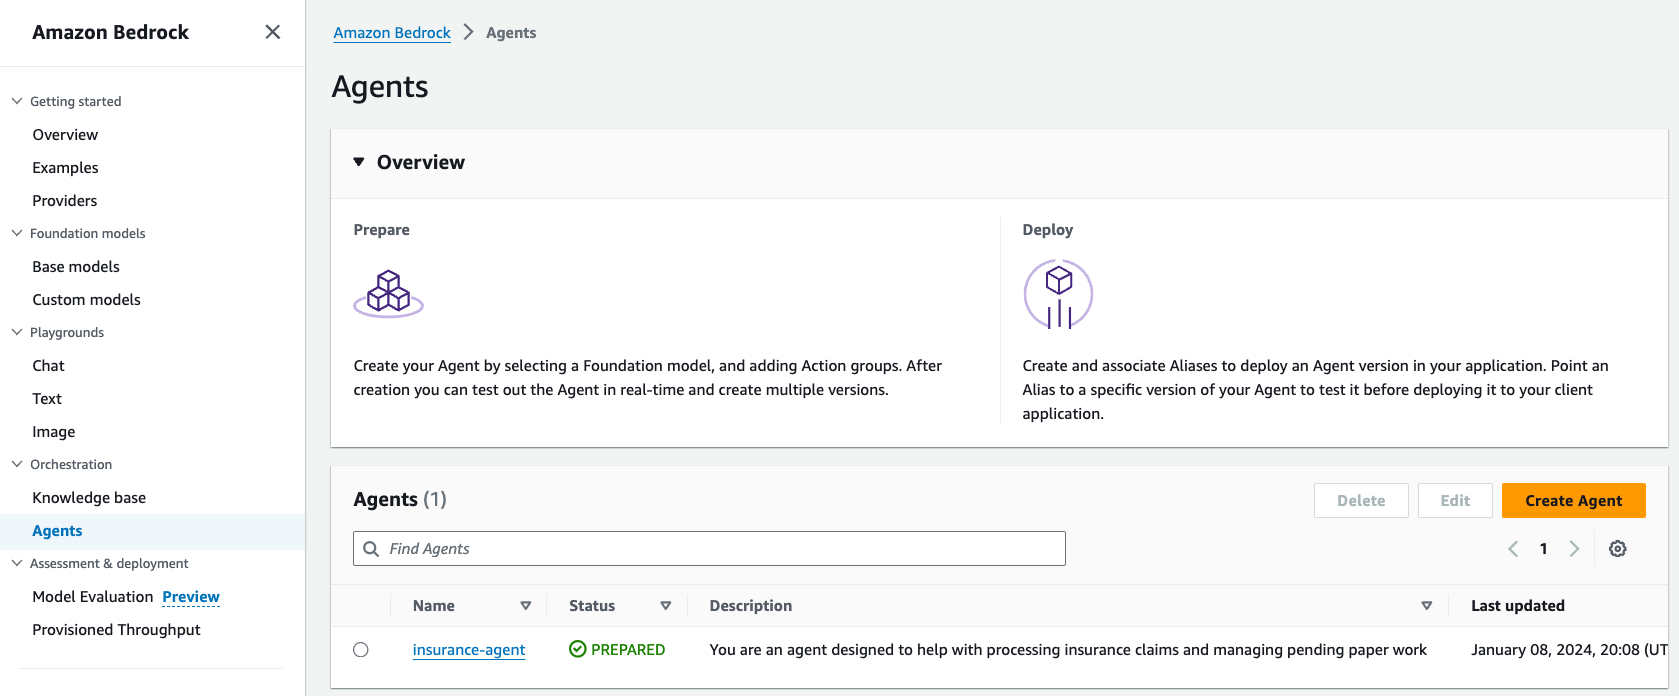 Amazon Bedrock
Getting started
Overview
Examples
Providers
Foundation models
Base models
Custom models
Playgrounds
Chat
Text
Image
Orchestration
Knowledge base
Agents
Assessment & deployment
Model Evaluation Preview
Provisioned Throughput
Amazon Bedrock > Agents
Agents
Overview
Prepare
Create your Agent by selecting a Foundation model, and adding Action groups. After
creation you can test out the Agent in real-time and create multiple versions.
Deploy
Create and associate Aliases to deploy an Agent version in your application. Point an
Alias to a specific version of your Agent to test it before deploying it to your client
application.
Agents (1)
Delete Edit Create Agent
Find Agents
1
Name Status Description Last updated
insurance-agent PREPARED You are an agent designed to help with processing insurance claims and managing pending paper work January 08, 2024, 20:08 (UT